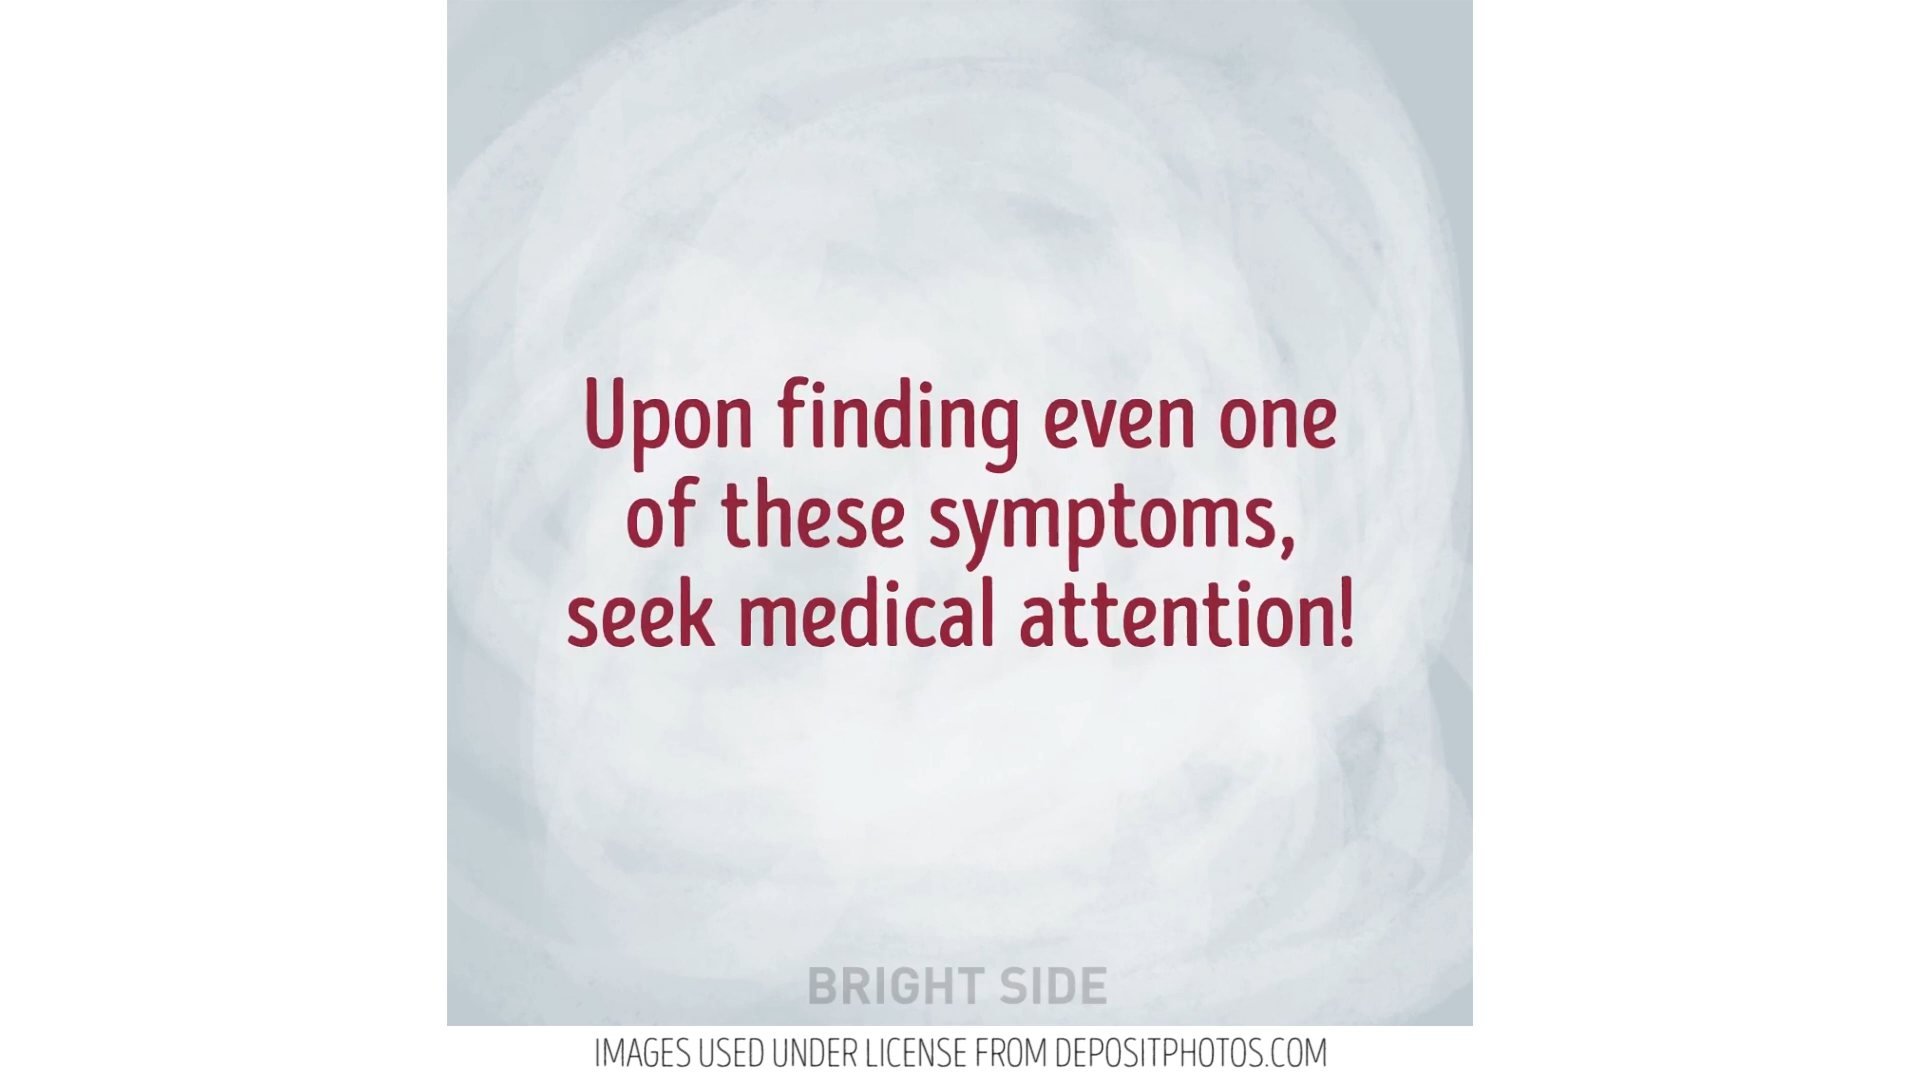 Upon finding even one
of these symptoms,
seek medical attention!
BRIGHT SIDE
IMAGES USED UNDER LICENSE FROM DEPOSITPHOTOS.COM